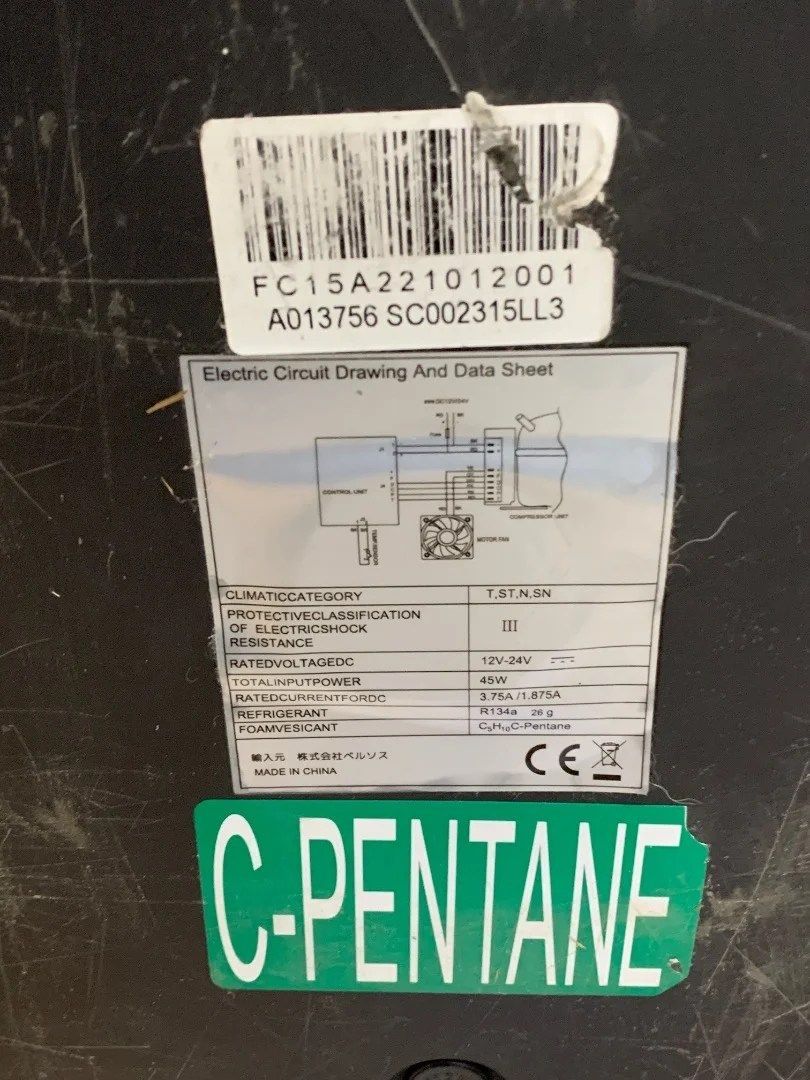 FC15A221012001
A013756 SC002315LL3
Electric Circuit Drawing And Data Sheet
CONTROL UNIT
COMPRESSOR UNIT
MOTOR FAN
TEMP.SENSOR
CLIMATICCATEGORY T,ST,N,SN
PROTECTIVECLASSIFICATION
OF ELECTRICSHOCK III
RESISTANCE
RATEDVOLTAGEDC 12V-24V
TOTALINPUTPOWER 45W
RATEDCURRENTFORDC 3.75A /1.875A
REFRIGERANT R134a 26 g
FOAMVESICANT C₅H₁₀C-Pentane
輸入元 株式会社ベルソス
MADE IN CHINA
CE
C-PENTANE